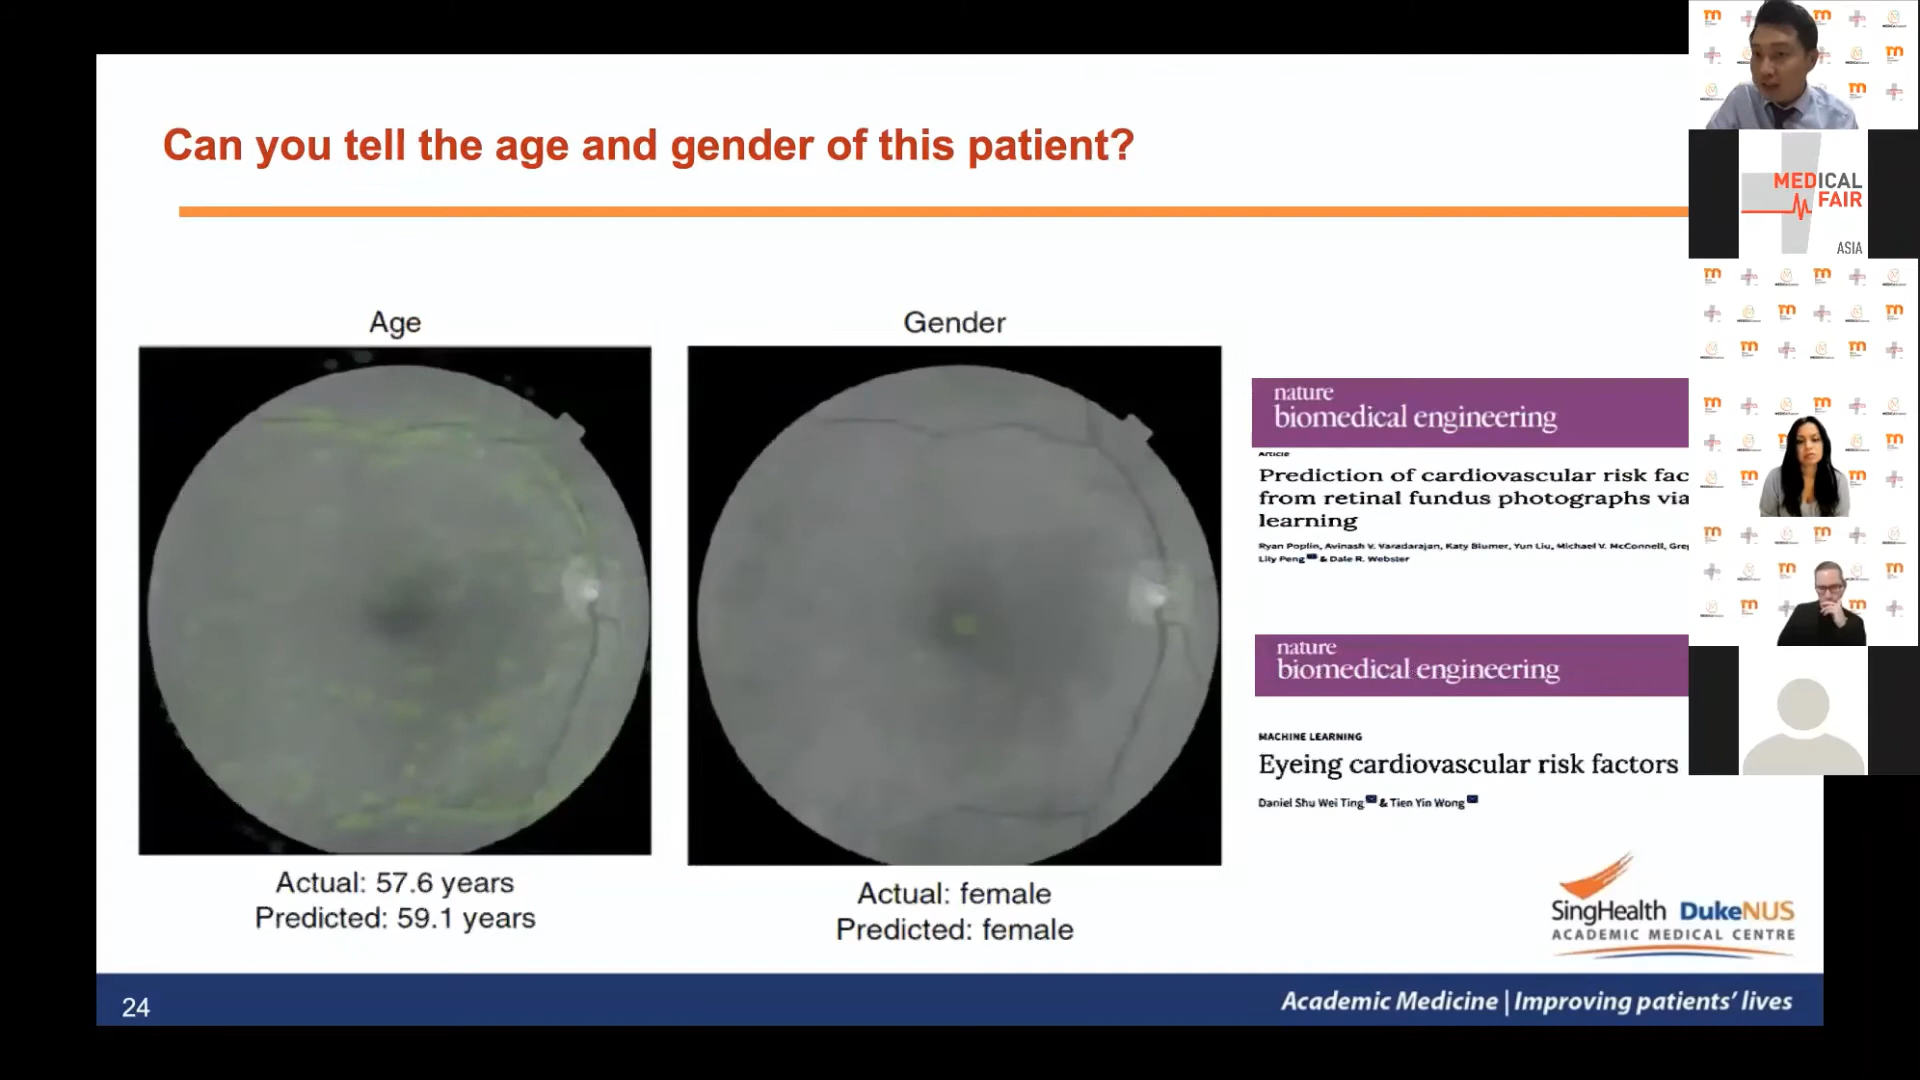 Can you tell the age and gender of this patient?
Age
Gender
Actual: 57.6 years
Predicted: 59.1 years
Actual: female
Predicted: female
nature
biomedical engineering
Article
Prediction of cardiovascular risk fac
from retinal fundus photographs via
learning
Ryan Poplin, Avinash V. Varadarajan, Katy Blumer, Yun Liu, Michael V. McConnell, Greg
Lily Peng & Dale R. Webster
nature
biomedical engineering
MACHINE LEARNING
Eyeing cardiovascular risk factors
Daniel Shu Wei Ting & Tien Yin Wong
SingHealth DukeNUS
ACADEMIC MEDICAL CENTRE
24
Academic Medicine | Improving patients' lives
MEDICAL
FAIR
ASIA